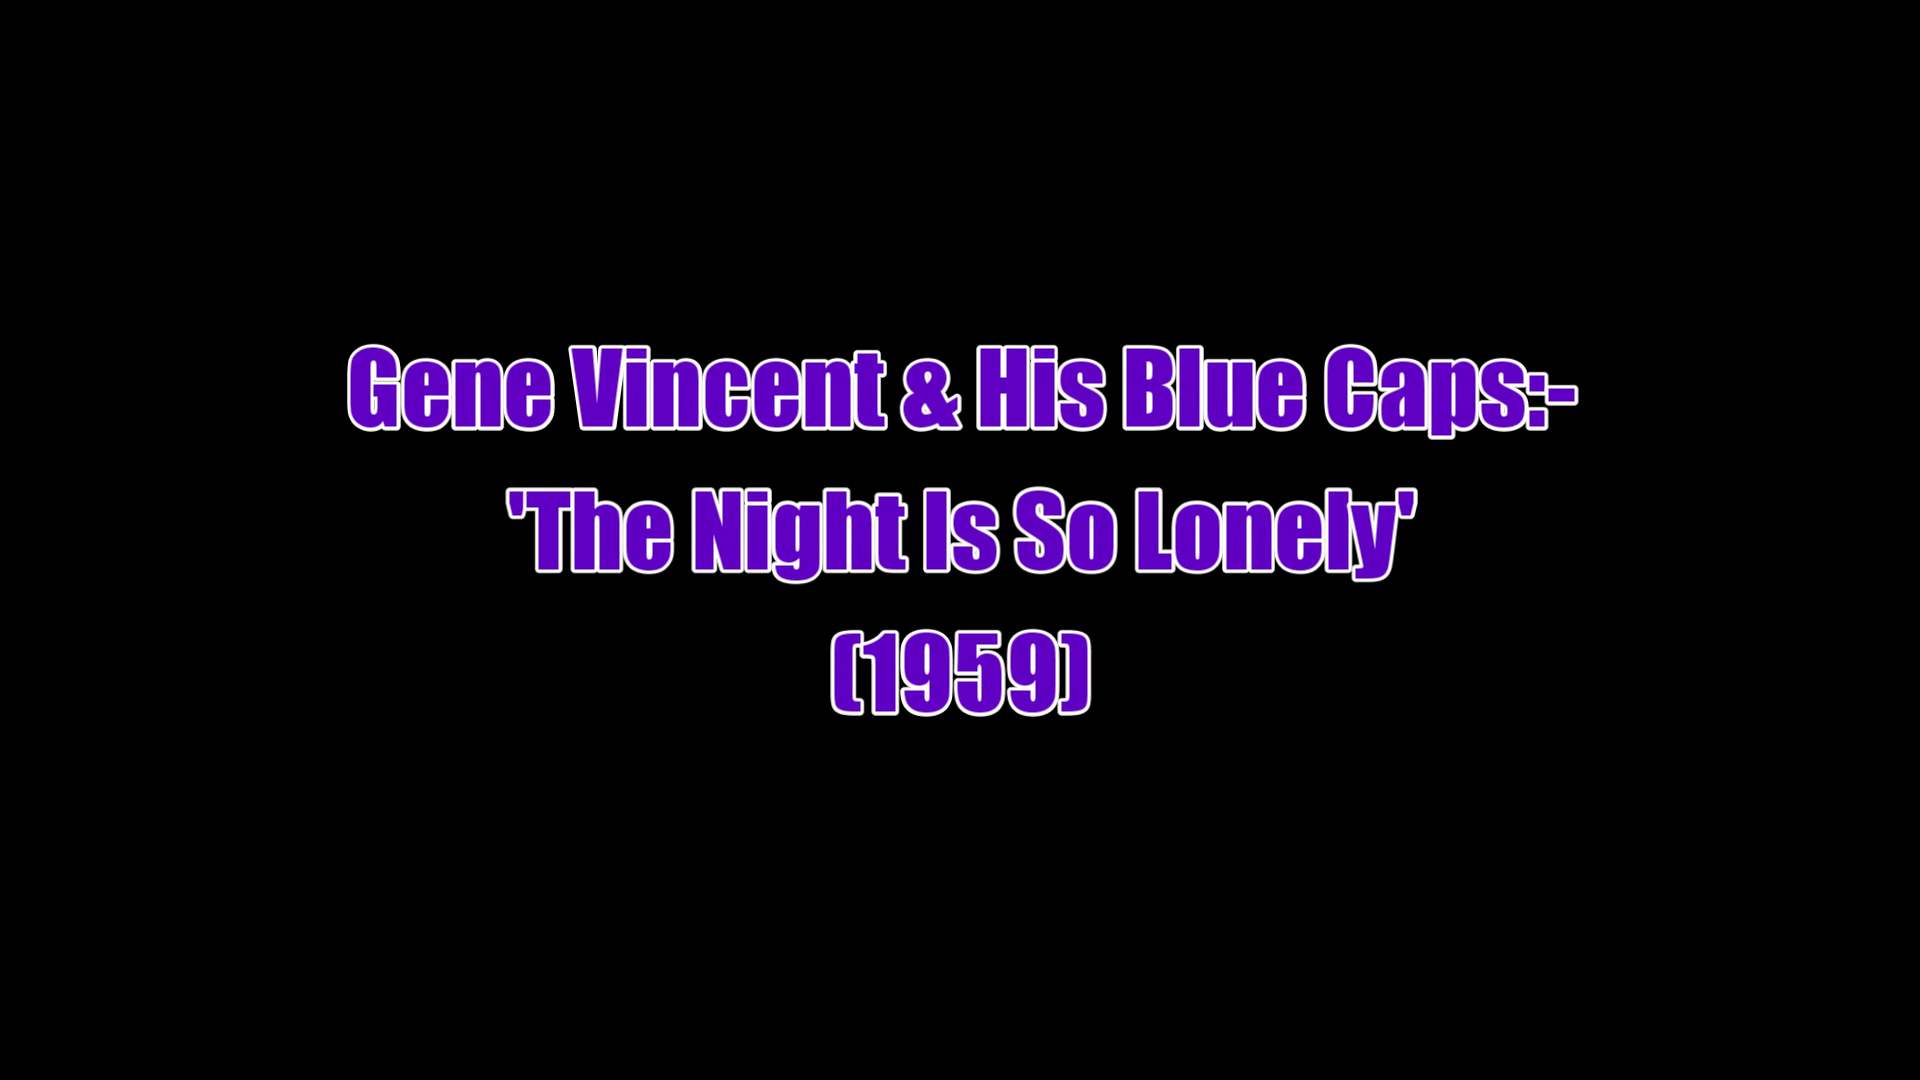 Gene Vincent & His Blue Caps:-
'The Night Is So Lonely'
(1959)